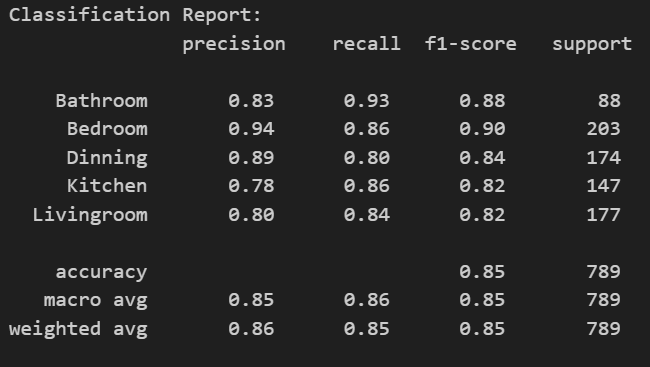 Classification Report:
precision recall f1-score support
Bathroom 0.83 0.93 0.88 88
Bedroom 0.94 0.86 0.90 203
Dinning 0.89 0.80 0.84 174
Kitchen 0.78 0.86 0.82 147
Livingroom 0.80 0.84 0.82 177
accuracy 0.85 789
macro avg 0.85 0.86 0.85 789
weighted avg 0.86 0.85 0.85 789